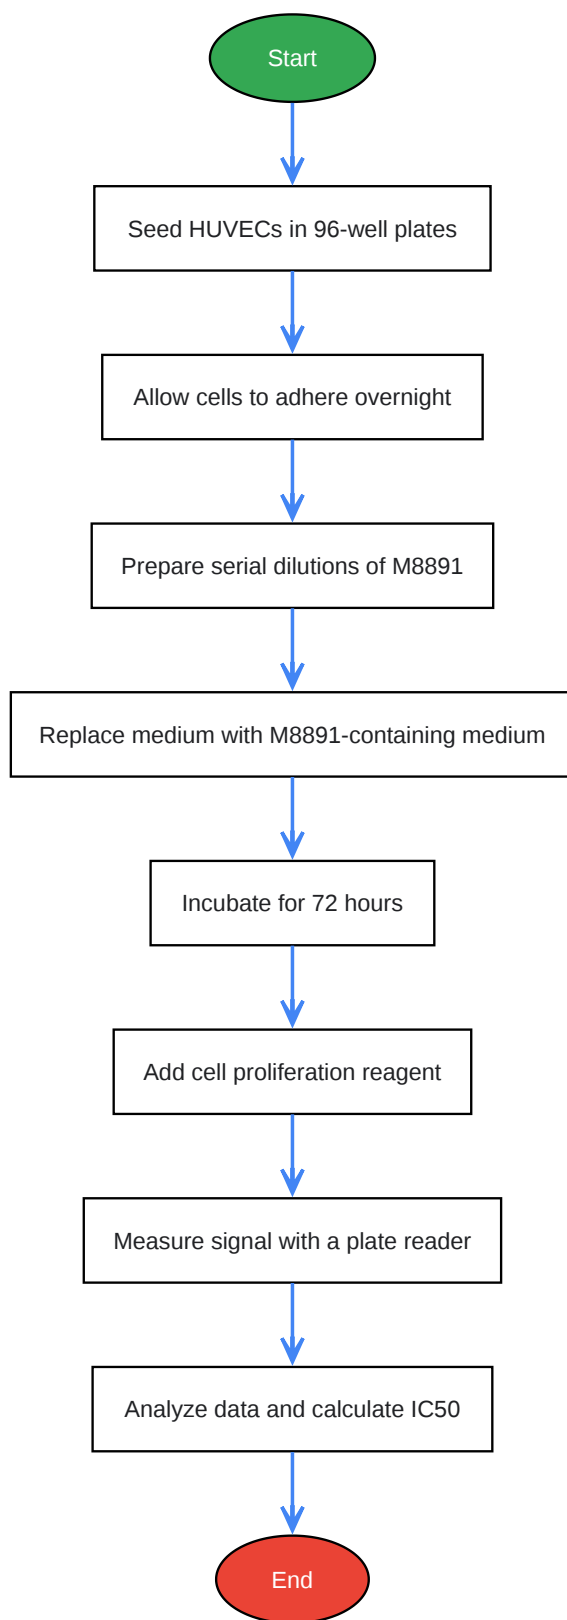 Start
Seed HUVECs in 96-well plates
Allow cells to adhere overnight
Prepare serial dilutions of M8891
Replace medium with M8891-containing medium
Incubate for 72 hours
Add cell proliferation reagent
Measure signal with a plate reader
Analyze data and calculate IC50
End